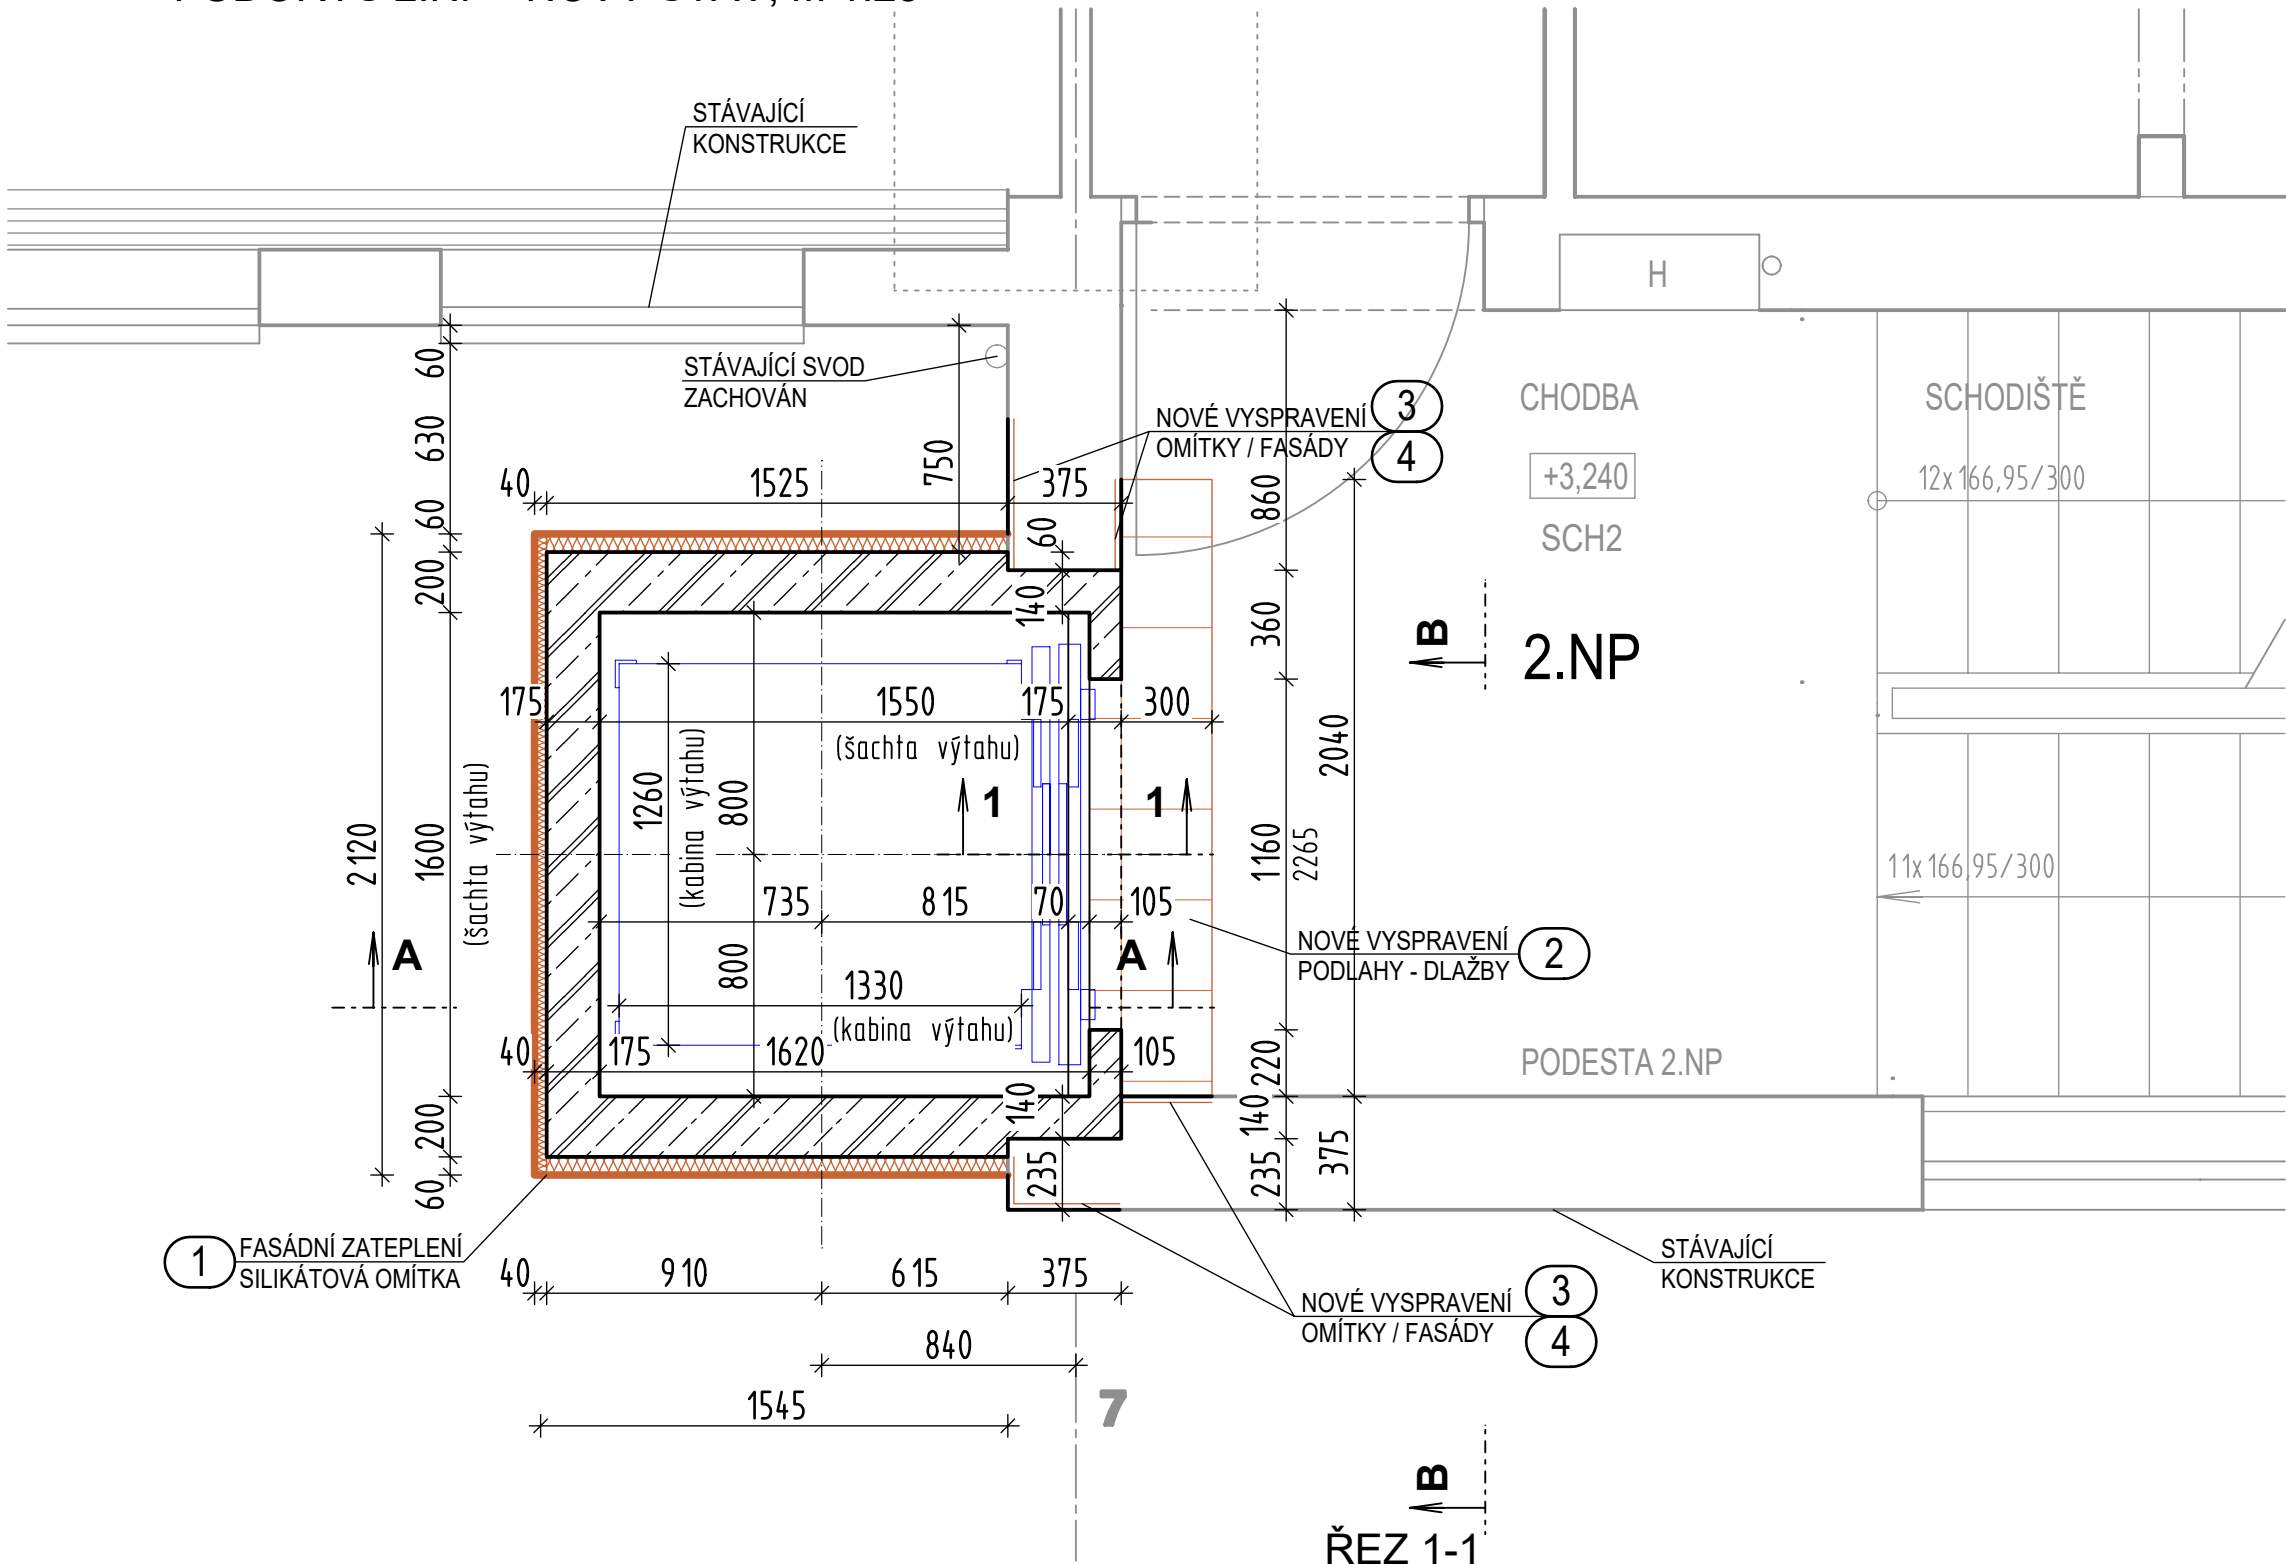 STÁVAJÍCÍ
KONSTRUKCE
H
STÁVAJÍCÍ SVOD
ZACHOVÁN
NOVÉ VYSPRAVENÍ
OMÍTKY / FASÁDY
3
4
CHODBA
SCHODIŠTĚ
+3,240
12x 166,95/300
SCH2
60
630
60
200
750
40
1525
375
60
140
860
360
B
2.NP
175
1550
175
300
(šachta výtahu)
1260
(kabina výtahu)
800
1
1
2040
2120
1600
(šachta výtahu)
1160
2265
11x 166,95/300
735
815
70
105
A
A
800
NOVÉ VYSPRAVENÍ
PODLAHY - DLAŽBY
2
1330
(kabina výtahu)
40
175
1620
105
220
PODESTA 2.NP
200
140
140
60
235
235
375
1
FASÁDNÍ ZATEPLENÍ
SILIKÁTOVÁ OMÍTKA
40
910
615
375
STÁVAJÍCÍ
KONSTRUKCE
NOVÉ VYSPRAVENÍ
OMÍTKY / FASÁDY
3
4
840
1545
7
B
ŘEZ 1-1